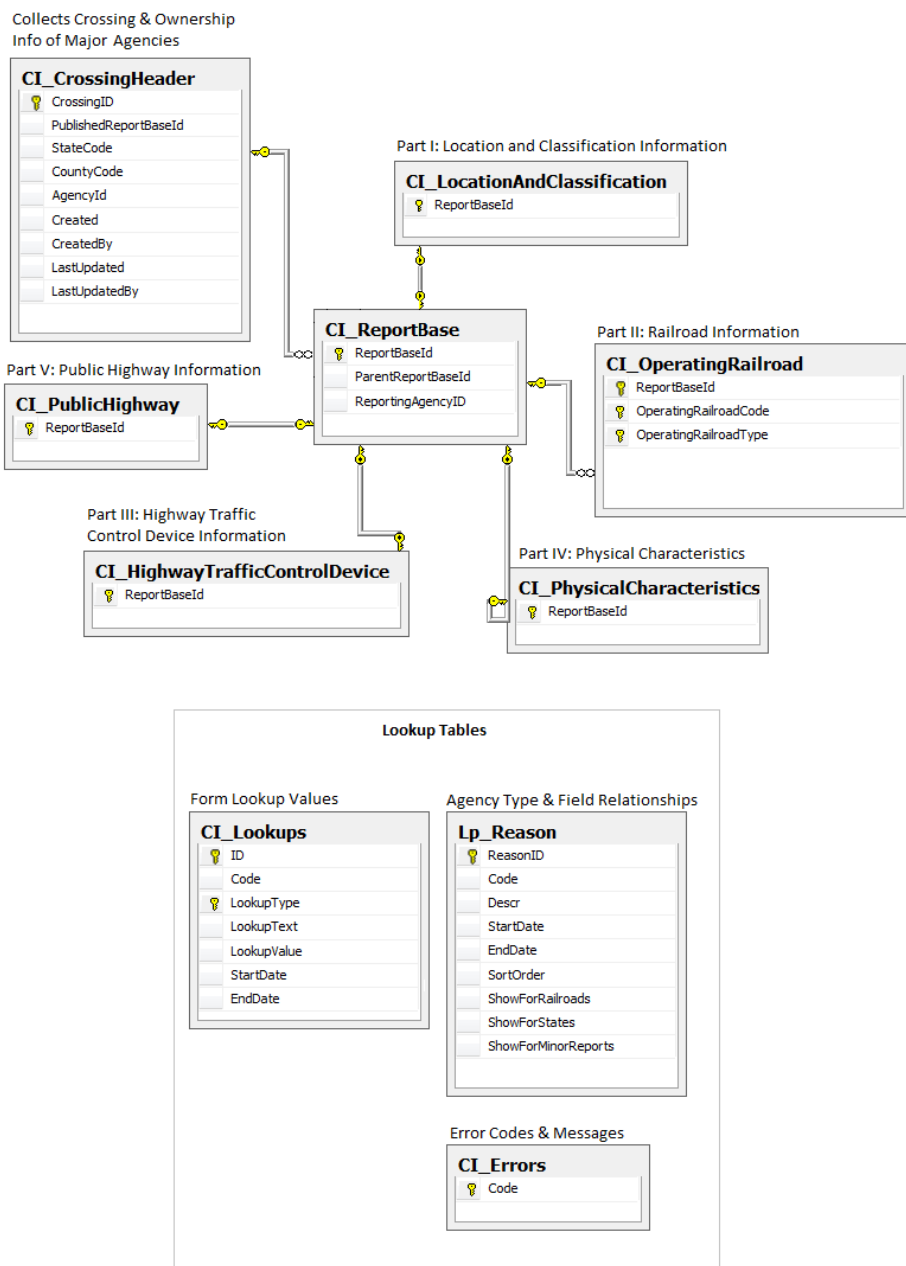 Collects Crossing & Ownership
Info of Major Agencies
CI_CrossingHeader
CrossingID
PublishedReportBaseId
StateCode
CountyCode
AgencyId
Created
CreatedBy
LastUpdated
LastUpdatedBy
Part I: Location and Classification Information
CI_LocationAndClassification
ReportBaseId
CI_ReportBase
ReportBaseId
ParentReportBaseId
ReportingAgencyID
Part II: Railroad Information
CI_OperatingRailroad
ReportBaseId
OperatingRailroadCode
OperatingRailroadType
Part V: Public Highway Information
CI_PublicHighway
ReportBaseId
Part III: Highway Traffic
Control Device Information
CI_HighwayTrafficControlDevice
ReportBaseId
Part IV: Physical Characteristics
CI_PhysicalCharacteristics
ReportBaseId
Lookup Tables
Form Lookup Values
CI_Lookups
ID
Code
LookupType
LookupText
LookupValue
StartDate
EndDate
Agency Type & Field Relationships
Lp_Reason
ReasonID
Code
Descr
StartDate
EndDate
SortOrder
ShowForRailroads
ShowForStates
ShowForMinorReports
Error Codes & Messages
CI_Errors
Code